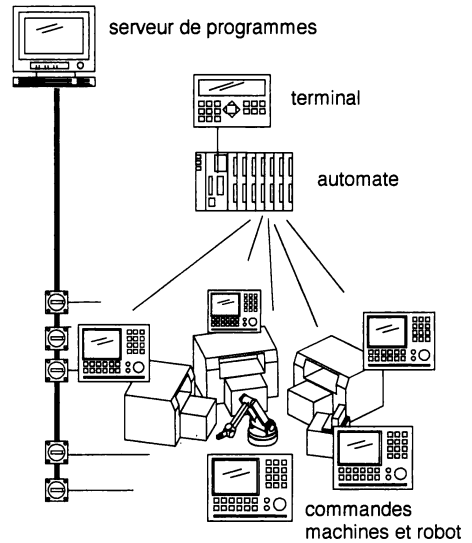 serveur de programmes
terminal
automate
commandes
machines et robot